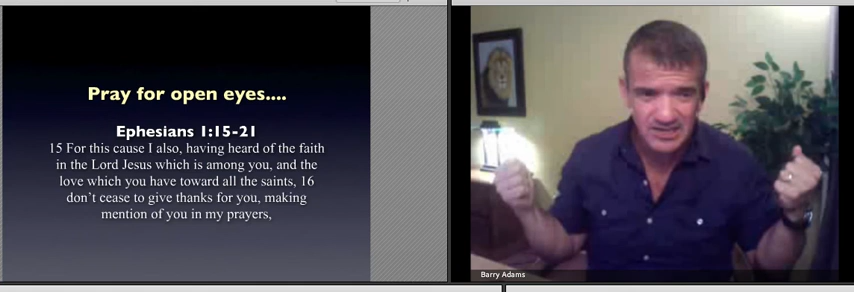 Pray for open eyes....
Ephesians 1:15-21
15 For this cause I also, having heard of the faith
in the Lord Jesus which is among you, and the
love which you have toward all the saints, 16
don't cease to give thanks for you, making
mention of you in my prayers,
Barry Adams